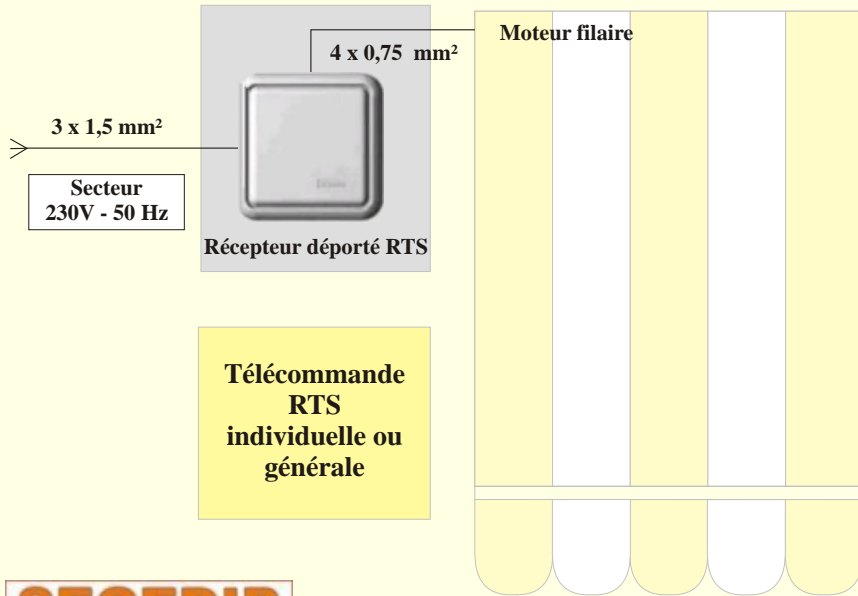 Moteur filaire
4 x 0,75 mm²
3 x 1,5 mm²
Secteur
230V - 50 Hz
Récepteur déporté RTS
Télécommande
RTS
individuelle ou
générale